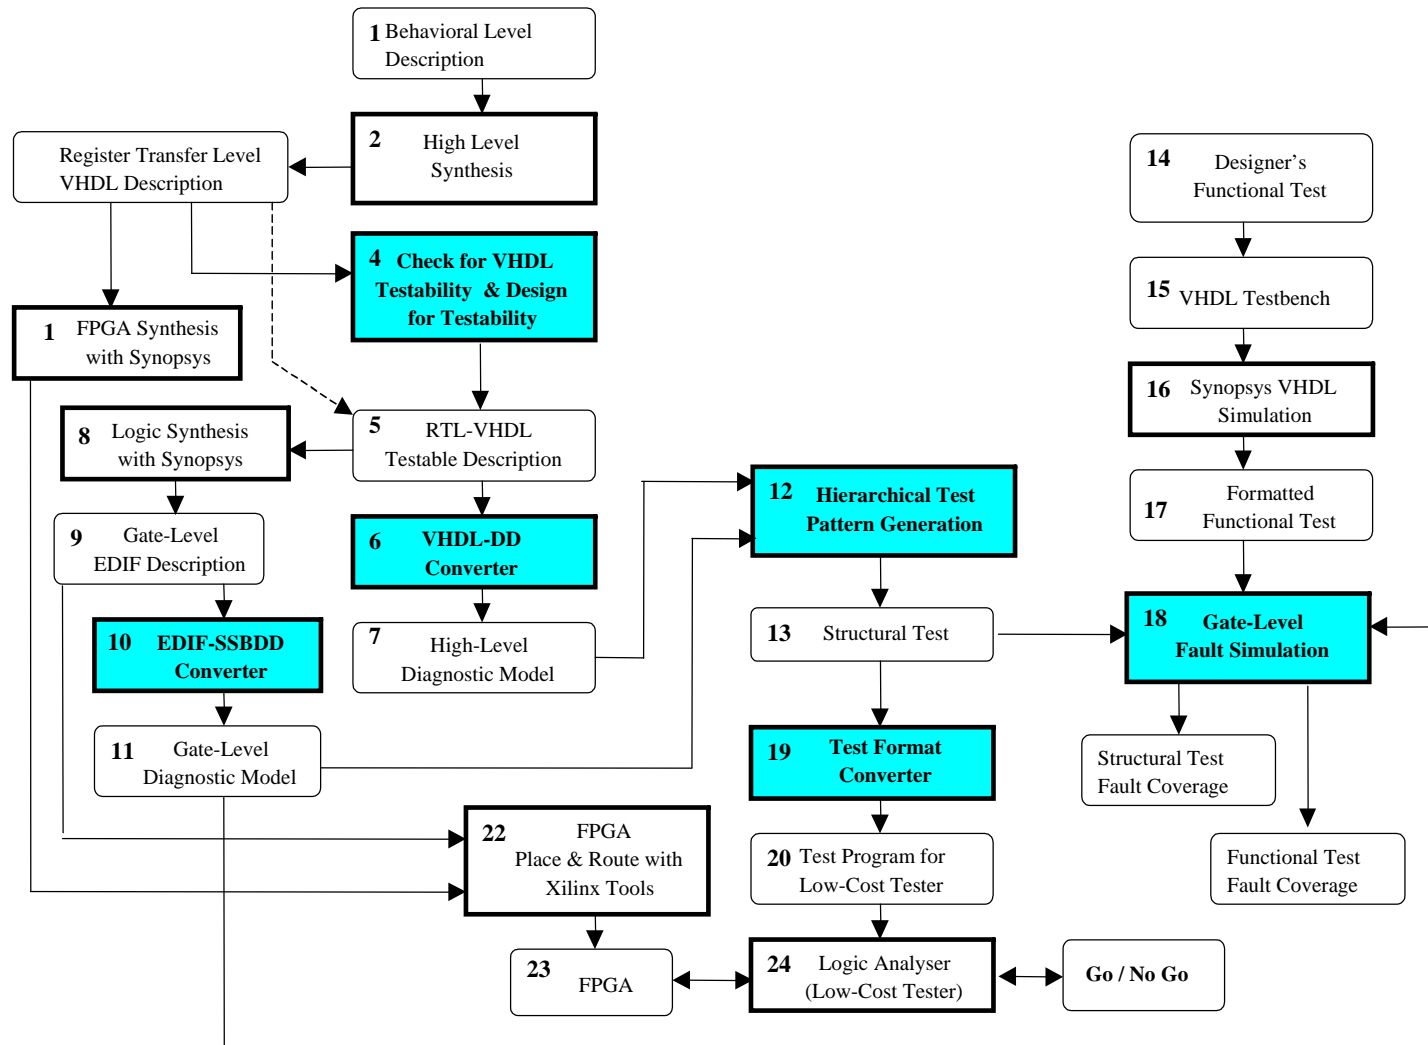 1 Behavioral Level
Description
2 High Level
Synthesis
Register Transfer Level
VHDL Description
4 Check for VHDL
Testability & Design
for Testability
1 FPGA Synthesis
with Synopsys
5 RTL-VHDL
Testable Description
8 Logic Synthesis
with Synopsys
6 VHDL-DD
Converter
9 Gate-Level
EDIF Description
7 High-Level
Diagnostic Model
10 EDIF-SSBDD
Converter
11 Gate-Level
Diagnostic Model
12 Hierarchical Test
Pattern Generation
13 Structural Test
14 Designer’s
Functional Test
15 VHDL Testbench
16 Synopsys VHDL
Simulation
17 Formatted
Functional Test
18 Gate-Level
Fault Simulation
Structural Test
Fault Coverage
Functional Test
Fault Coverage
19 Test Format
Converter
20 Test Program for
Low-Cost Tester
22 FPGA
Place & Route with
Xilinx Tools
23 FPGA
24 Logic Analyser
(Low-Cost Tester)
Go / No Go